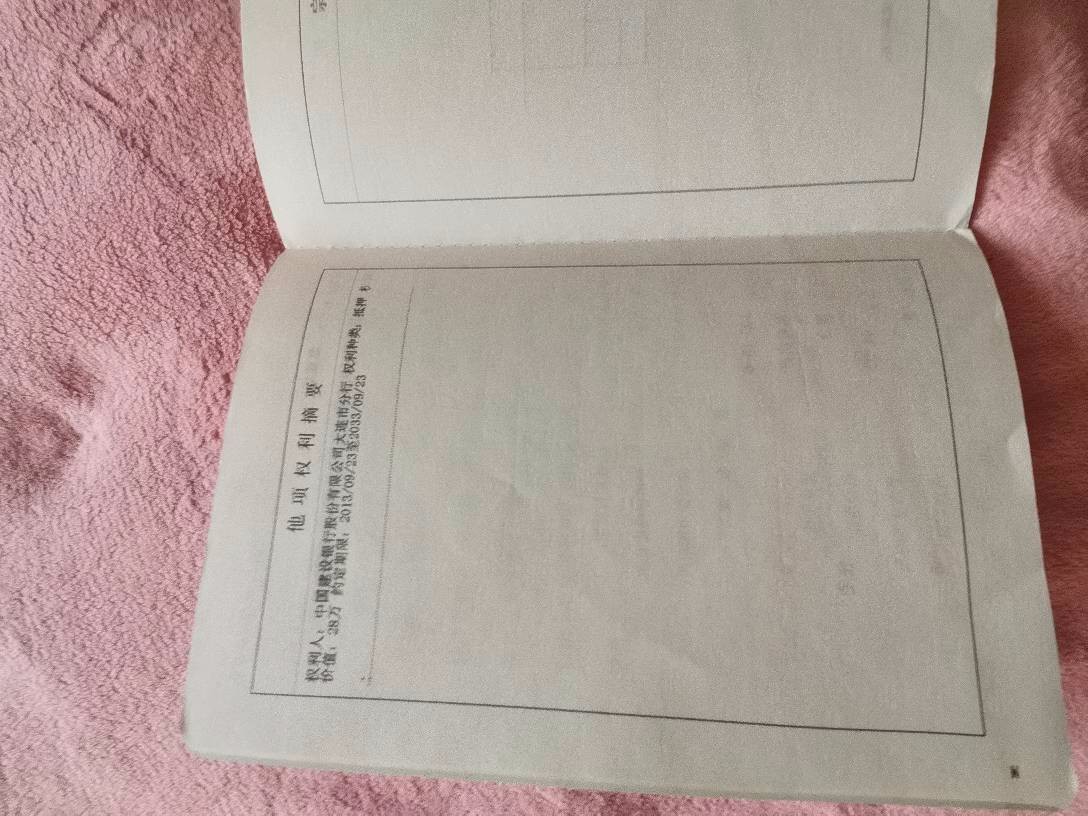 宗
他项权利摘要
权利人：中国建设银行股份有限公司大连市分行 权利种类：抵押
价值：28万 约定期限：2013/09/23至2033/09/23